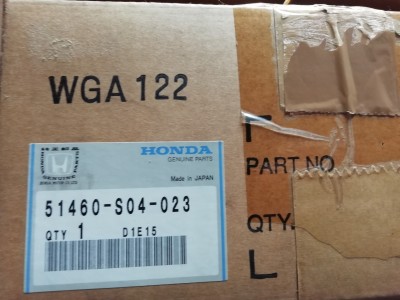 WGA 122
HONDA
GENUINE PARTS
Made in JAPAN
51460-S04-023
QTY 1 D1E15
PART NO
QTY.
L